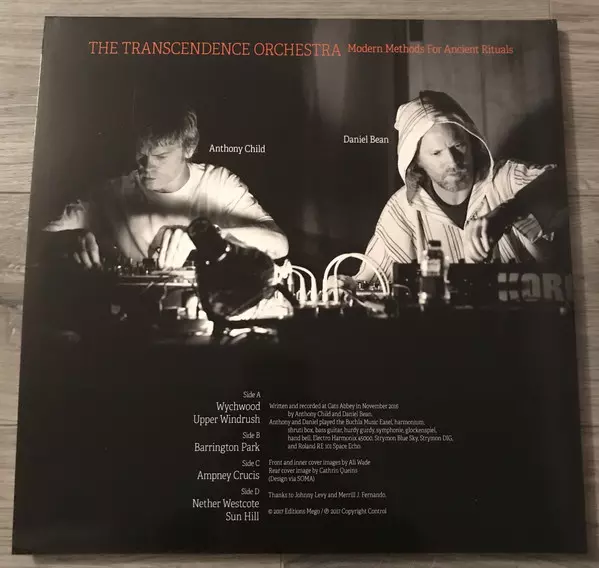 THE TRANSCENDENCE ORCHESTRA Modern Methods For Ancient Rituals
Anthony Child
Daniel Bean
KOR
Side A
Wychwood
Upper Windrush
Side B
Barrington Park
Side C
Ampney Crucis
Side D
Nether Westcote
Sun Hill
Written and recorded at Cats Abbey in November 2016
by Anthony Child and Daniel Bean.
Anthony and Daniel played the Buchla Music Easel, harmonium,
shruti box, bass guitar, hurdy gurdy, symphonie, glockenspiel,
hand bell, Electro Harmonix 45000, Strymon Blue Sky, Strymon DIG,
and Roland RE 101 Space Echo.
Front and inner cover images by Ali Wade
Rear cover image by Cathrin Queins
(Design via SOMA)
Thanks to Johnny Levy and Merrill J. Fernando.
© 2017 Editions Mego / ℗ 2017 Copyright Control